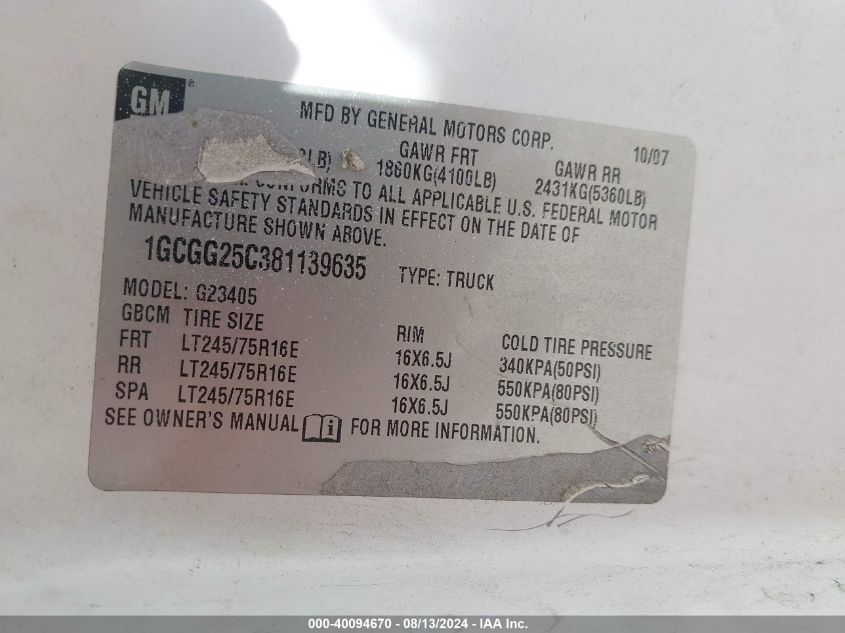 GM
MFD BY GENERAL MOTORS CORP.
10/07
GAWR FRT
GAWR RR
LB)
1860KG(4100LB)
2431KG(5360LB)
CONFORMS TO ALL APPLICABLE U.S. FEDERAL MOTOR
VEHICLE SAFETY STANDARDS IN EFFECT ON THE DATE OF
MANUFACTURE SHOWN ABOVE.
1GCGG25C381139635
TYPE: TRUCK
MODEL: G23405
GBCM TIRE SIZE RIM COLD TIRE PRESSURE
FRT LT245/75R16E 16X6.5J 340KPA(50PSI)
RR LT245/75R16E 16X6.5J 550KPA(80PSI)
SPA LT245/75R16E 16X6.5J 550KPA(80PSI)
SEE OWNER'S MANUAL FOR MORE INFORMATION.
000-40094670 - 08/13/2024 - IAA Inc.